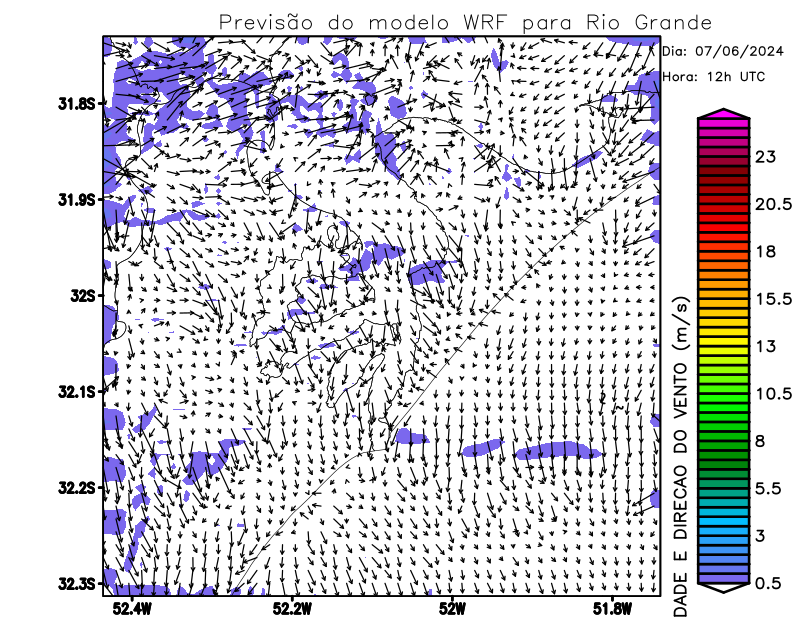 Previsão do modelo WRF para Rio Grande
Dia: 07/06/2024
Hora: 12h UTC
31.8S
31.9S
32S
32.1S
32.2S
32.3S
52.4W
52.2W
52W
51.8W
DADE E DIRECAO DO VENTO (m/s)
23
20.5
18
15.5
13
10.5
8
5.5
3
0.5